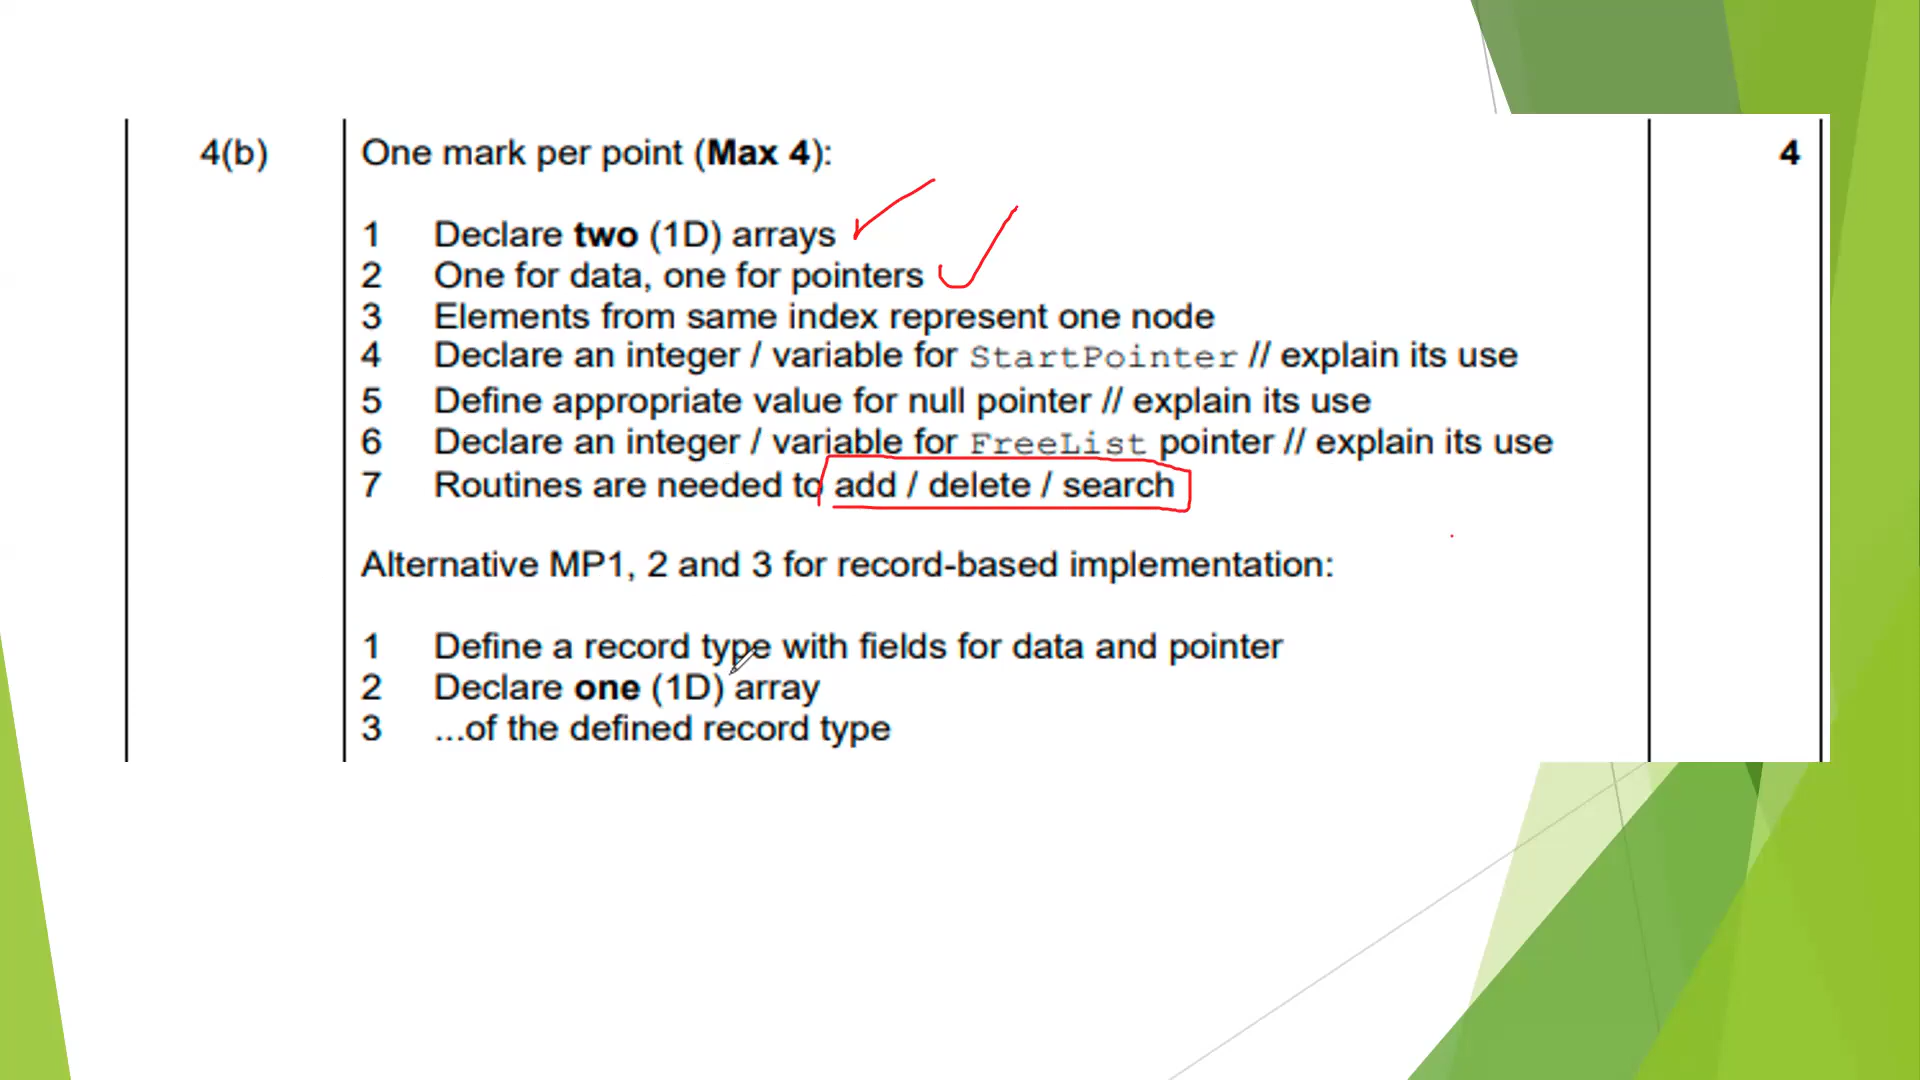 4(b) One mark per point (Max 4): 4
1 Declare two (1D) arrays
2 One for data, one for pointers
3 Elements from same index represent one node
4 Declare an integer / variable for StartPointer // explain its use
5 Define appropriate value for null pointer // explain its use
6 Declare an integer / variable for FreeList pointer // explain its use
7 Routines are needed to add / delete / search
Alternative MP1, 2 and 3 for record-based implementation:
1 Define a record type with fields for data and pointer
2 Declare one (1D) array
3 ...of the defined record type